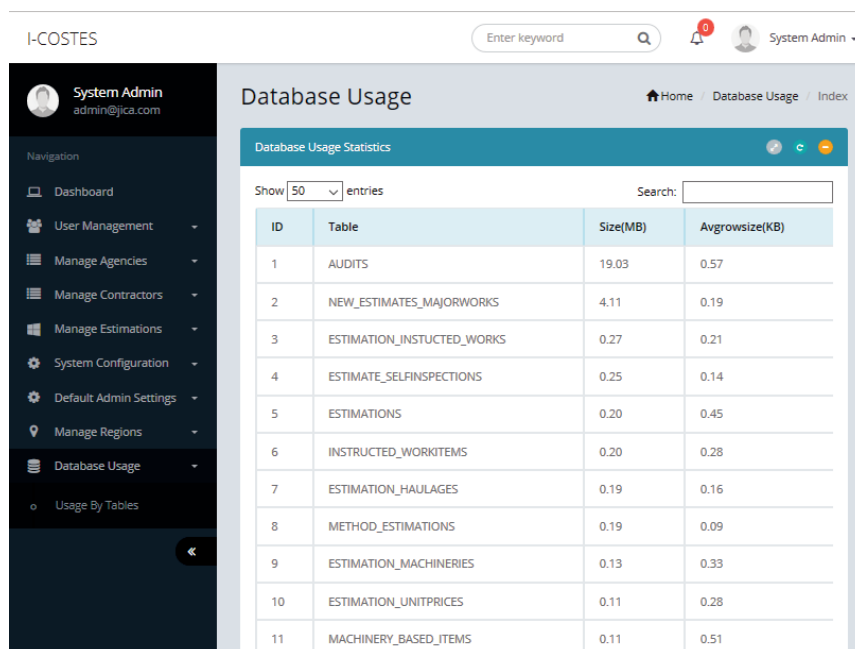 I-COSTES
Enter keyword
0
System Admin
System Admin
admin@jica.com
Navigation
Dashboard
User Management
Manage Agencies
Manage Contractors
Manage Estimations
System Configuration
Default Admin Settings
Manage Regions
Database Usage
Usage By Tables
Database Usage
Home / Database Usage / Index
Database Usage Statistics
Show 50 entries Search:
ID Table Size(MB) Avgrowsize(KB)
1 AUDITS 19.03 0.57
2 NEW_ESTIMATES_MAJORWORKS 4.11 0.19
3 ESTIMATION_INSTUCTED_WORKS 0.27 0.21
4 ESTIMATE_SELFINSPECTIONS 0.25 0.14
5 ESTIMATIONS 0.20 0.45
6 INSTRUCTED_WORKITEMS 0.20 0.28
7 ESTIMATION_HAULAGES 0.19 0.16
8 METHOD_ESTIMATIONS 0.19 0.09
9 ESTIMATION_MACHINERIES 0.13 0.33
10 ESTIMATION_UNITPRICES 0.11 0.28
11 MACHINERY_BASED_ITEMS 0.11 0.51